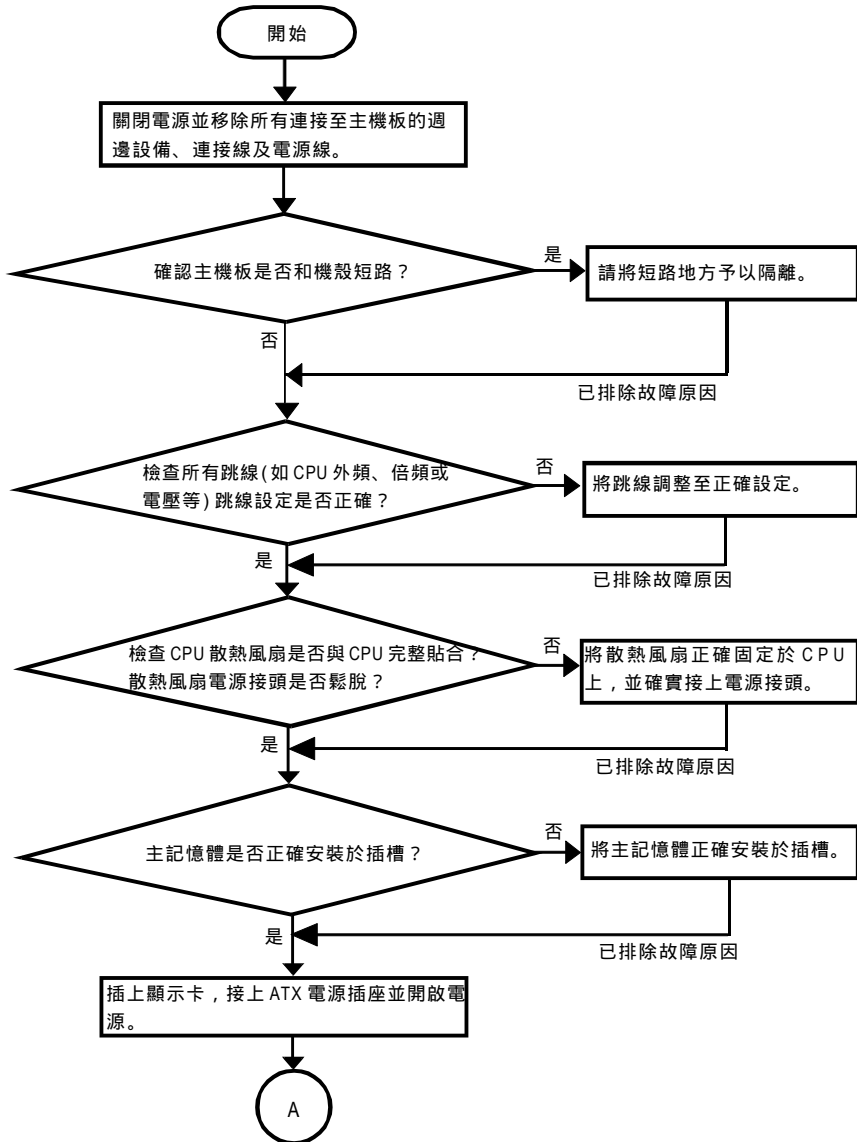 開始
關閉電源並移除所有連接至主機板的週
邊設備、連接線及電源線。
確認主機板是否和機殼短路？
是
請將短路地方予以隔離。
否
已排除故障原因
檢查所有跳線(如 CPU 外頻、倍頻或
電壓等) 跳線設定是否正確？
否
將跳線調整至正確設定。
是
已排除故障原因
檢查 CPU 散熱風扇是否與 CPU 完整貼合？
散熱風扇電源接頭是否鬆脫？
否
將散熱風扇正確固定於 CPU
上，並確實接上電源接頭。
是
已排除故障原因
主記憶體是否正確安裝於插槽？
否
將主記憶體正確安裝於插槽。
是
已排除故障原因
插上顯示卡，接上 ATX 電源插座並開啟電
源。
A